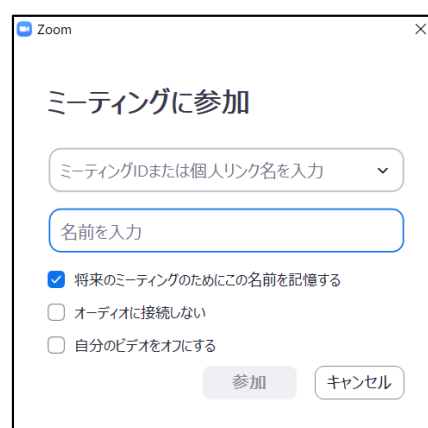 Zoom
ミーティングに参加
ミーティングIDまたは個人リンク名を入力
名前を入力
将来のミーティングのためにこの名前を記憶する
オーディオに接続しない
自分のビデオをオフにする
参加 キャンセル